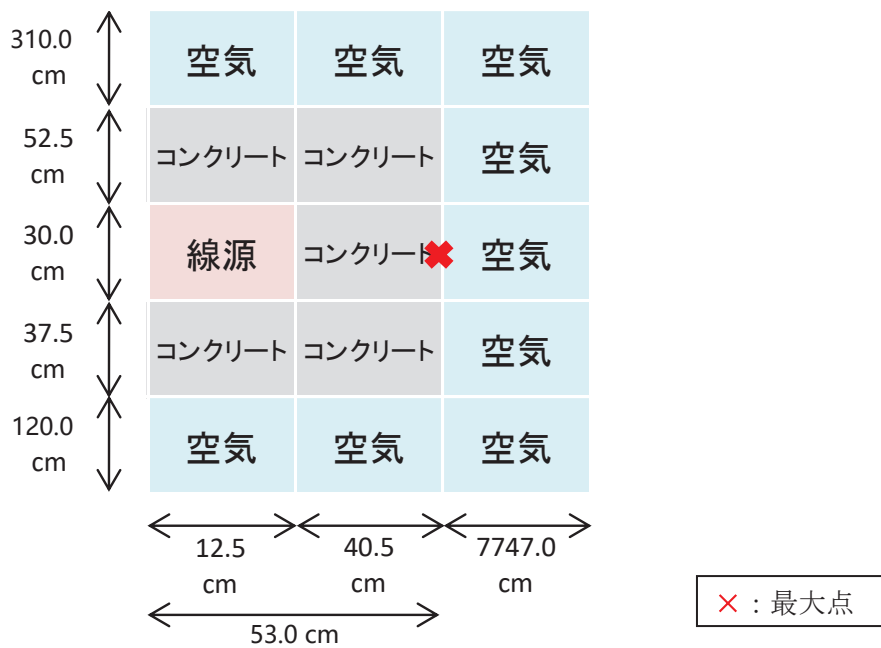 310.0
cm
空気 空気 空気
52.5
cm
コンクリート コンクリート 空気
30.0
cm
線源 コンクリート 空気
37.5
cm
コンクリート コンクリート 空気
120.0
cm
空気 空気 空気
12.5
cm
40.5
cm
7747.0
cm
53.0 cm
×：最大点